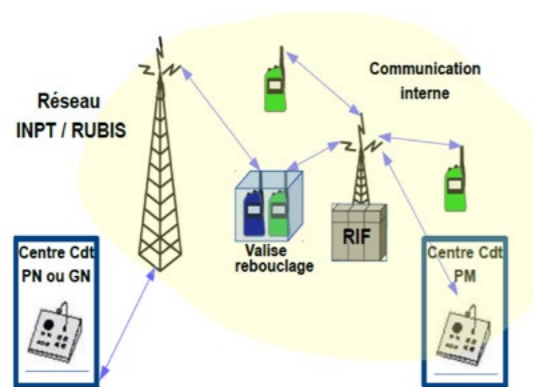 Réseau
INPT / RUBIS
Communication
interne
Valise
rebouclage
RIF
Centre Cdt
PN ou GN
Centre Cdt
PM